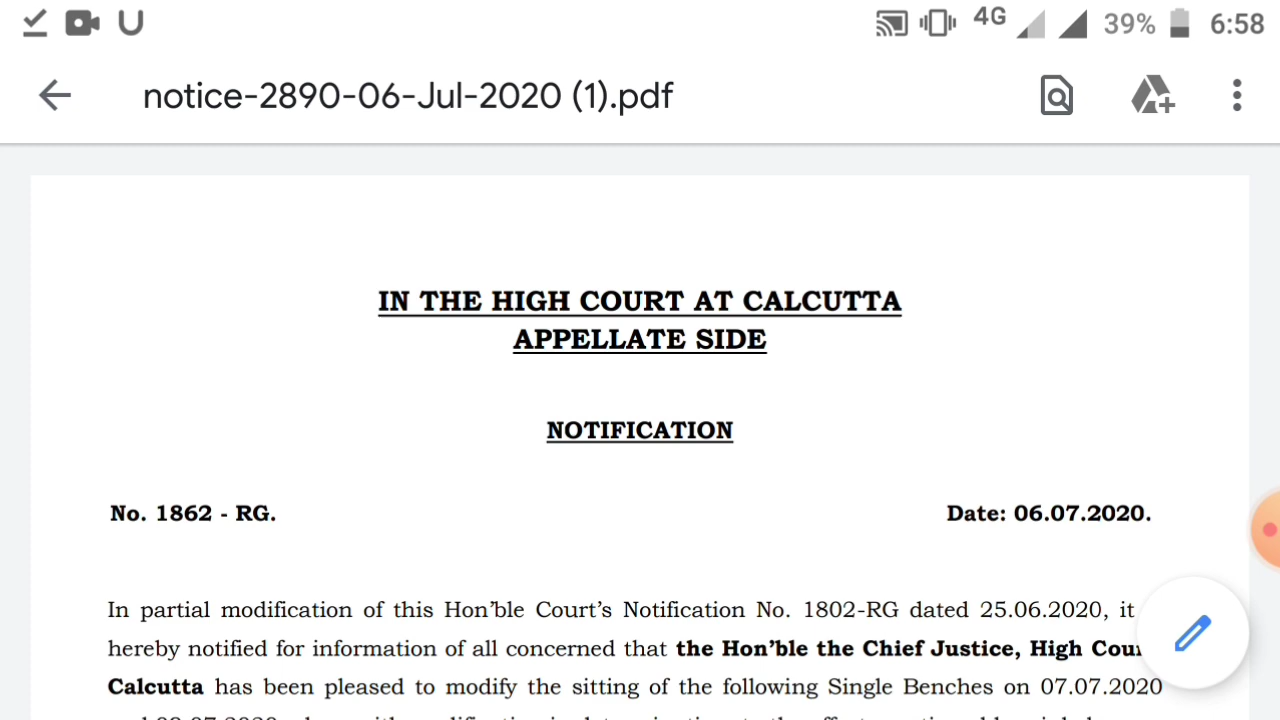 4G 39% 6:58
notice-2890-06-Jul-2020 (1).pdf
IN THE HIGH COURT AT CALCUTTA
APPELLATE SIDE
NOTIFICATION
No. 1862 - RG. Date: 06.07.2020.
In partial modification of this Hon’ble Court’s Notification No. 1802-RG dated 25.06.2020, it
hereby notified for information of all concerned that the Hon’ble the Chief Justice, High
Calcutta has been pleased to modify the sitting of the following Single Benches on 07.07.2020